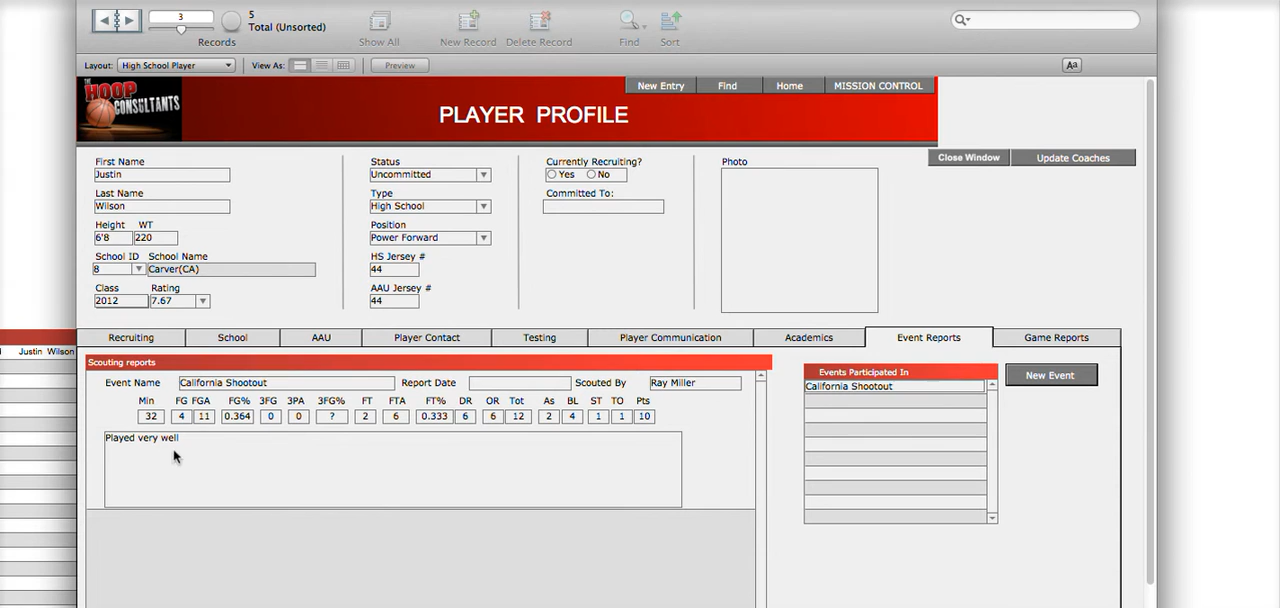 3
5
Total (Unsorted)
Records
Show All
New Record
Delete Record
Find
Sort
Layout: High School Player
View As:
Preview
Aa
THE HOOP CONSULTANTS
New Entry
Find
Home
MISSION CONTROL
PLAYER PROFILE
Close Window
Update Coaches
First Name
Justin
Last Name
Wilson
Height WT
6'8 220
School ID School Name
8 Carver(CA)
Class Rating
2012 7.67
Status
Uncommitted
Type
High School
Position
Power Forward
HS Jersey #
44
AAU Jersey #
44
Currently Recruiting?
Yes No
Committed To:
Photo
Justin Wilson
Recruiting School AAU Player Contact Testing Player Communication Academics Event Reports Game Reports
Scouting reports
Event Name California Shootout Report Date Scouted By Ray Miller
Min FG FGA FG% 3FG 3PA 3FG% FT FTA FT% DR OR Tot As BL ST TO Pts
32 4 11 0.364 0 0 ? 2 6 0.333 6 6 12 2 4 1 1 10
Played very well
Events Participated In
California Shootout
New Event